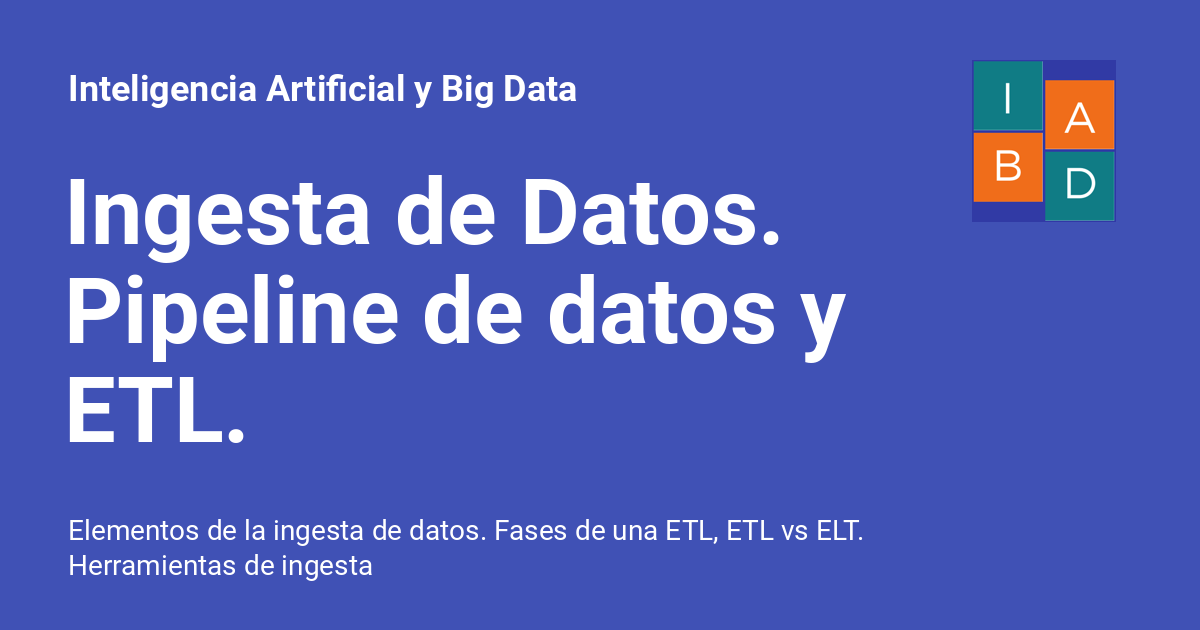 Inteligencia Artificial y Big Data
I
A
B
D
Ingesta de Datos.
Pipeline de datos y
ETL.
Elementos de la ingesta de datos. Fases de una ETL, ETL vs ELT.
Herramientas de ingesta